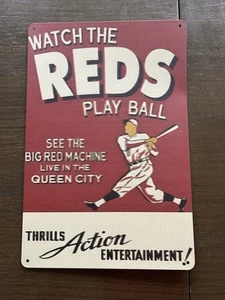 WATCH THE
REDS
PLAY BALL
SEE THE
BIG RED MACHINE
LIVE IN THE
QUEEN CITY
THRILLS Action
ENTERTAINMENT!!